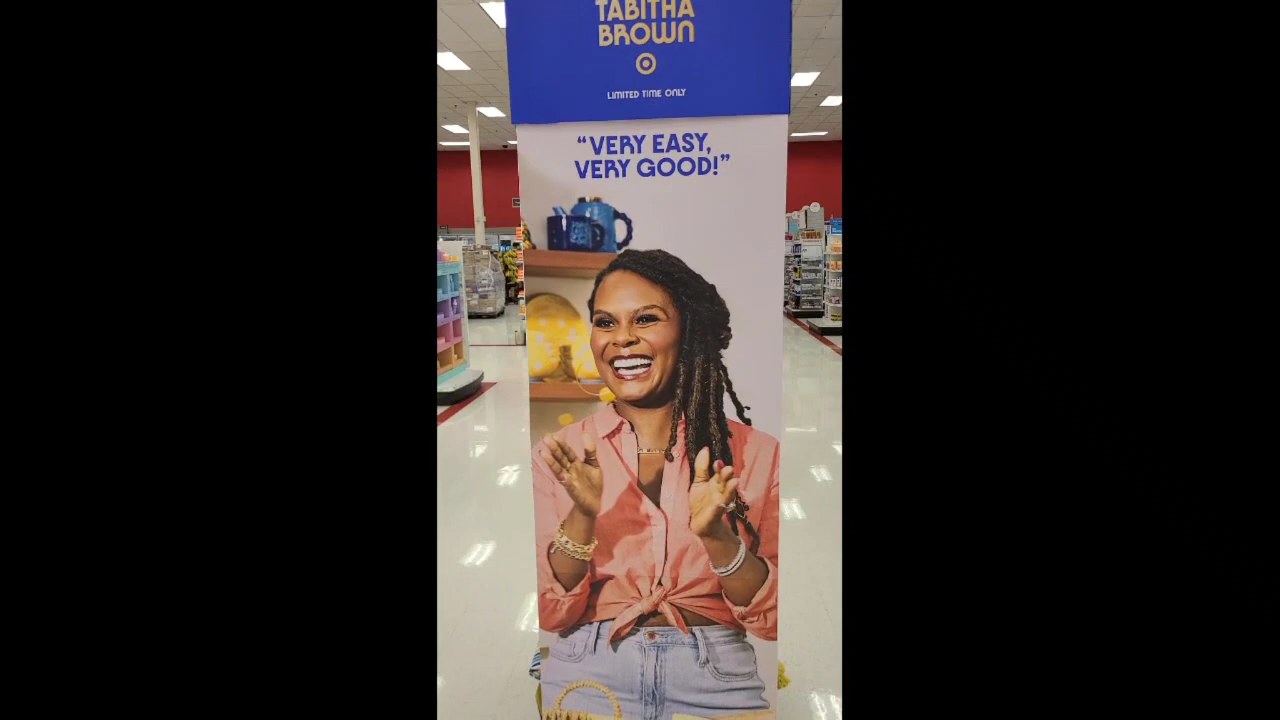 TABITHA
BROWN
LIMITED TIME ONLY
“VERY EASY,
VERY GOOD!”